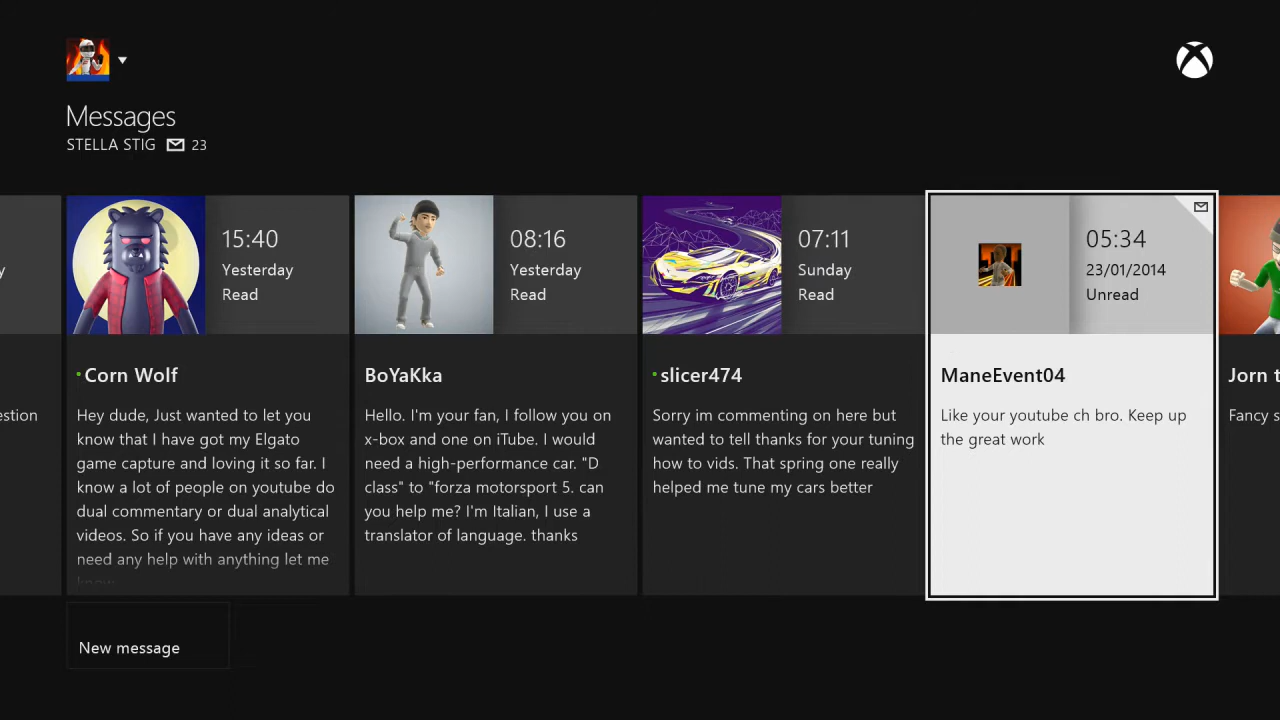 Messages
STELLA STIG 23
y
estion
15:40
Yesterday
Read
Corn Wolf
Hey dude, Just wanted to let you
know that I have got my Elgato
game capture and loving it so far. I
know a lot of people on youtube do
dual commentary or dual analytical
videos. So if you have any ideas or
need any help with anything let me
know.
08:16
Yesterday
Read
BoYaKka
Hello. I'm your fan, I follow you on
x-box and one on iTube. I would
need a high-performance car. "D
class" to "forza motorsport 5. can
you help me? I'm Italian, I use a
translator of language. thanks
07:11
Sunday
Read
slicer474
Sorry im commenting on here but
wanted to tell thanks for your tuning
how to vids. That spring one really
helped me tune my cars better
05:34
23/01/2014
Unread
ManeEvent04
Like your youtube ch bro. Keep up
the great work
Jorn t
Fancy s
New message